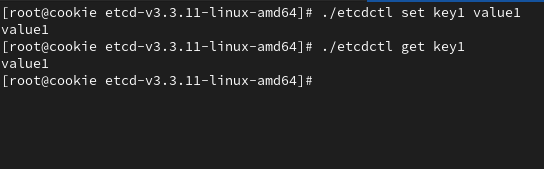 [root@cookie etcd-v3.3.11-linux-amd64]# ./etcdctl set key1 value1
value1
[root@cookie etcd-v3.3.11-linux-amd64]# ./etcdctl get key1
value1
[root@cookie etcd-v3.3.11-linux-amd64]#